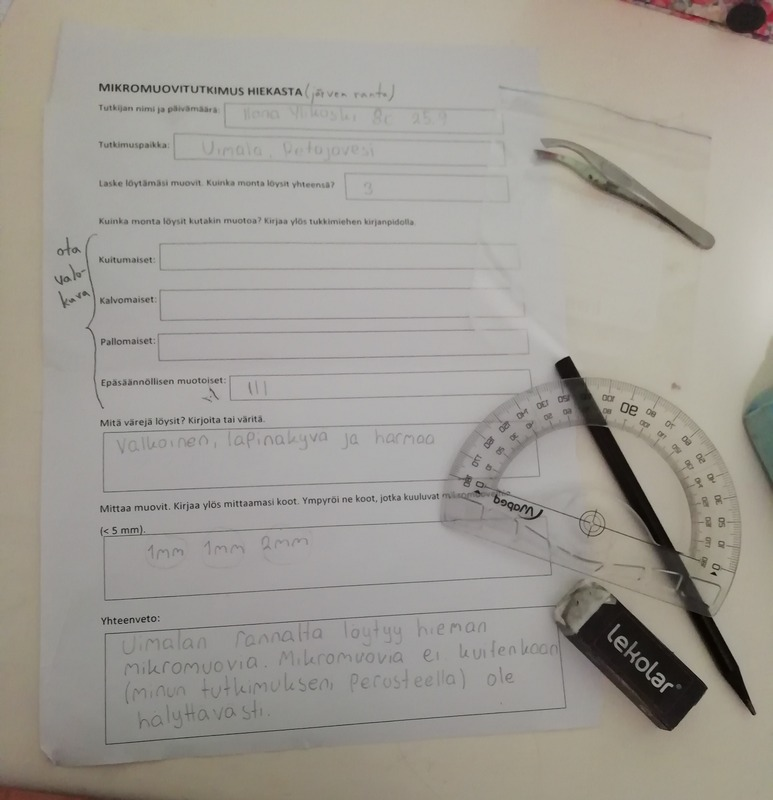 MIKROMUOVITUTKIMUS HIEKASTA (järven ranta)
Tutkijan nimi ja päivämäärä: Ilona Ylikoski 8c 25.9
Tutkimuspaikka: Uimala, Petäjävesi
Laske löytämäsi muovit. Kuinka monta löysit yhteensä? 3
Kuinka monta löysit kutakin muotoa? Kirjaa ylös tukkimiehen kirjanpidolla.
ota
valo-
kuva
Kuitumaiset:
Kalvomaiset:
Pallomaiset:
Epäsäännöllisen muotoiset: III
Mitä värejä löysit? Kirjoita tai väritä.
Valkoinen, läpinäkyvä ja harmaa
Mittaa muovit. Kirjaa ylös mittaamasi koot. Ympyröi ne koot, jotka kuuluvat
(< 5 mm).
1mm 1mm 2mm
Yhteenveto:
Uimalan rannalta löytyy hieman
mikromuovia. Mikromuovia ei kuitenkaan
(minun tutkimukseni perusteella) ole
hälyttävästi.
Wobeq
lekolar